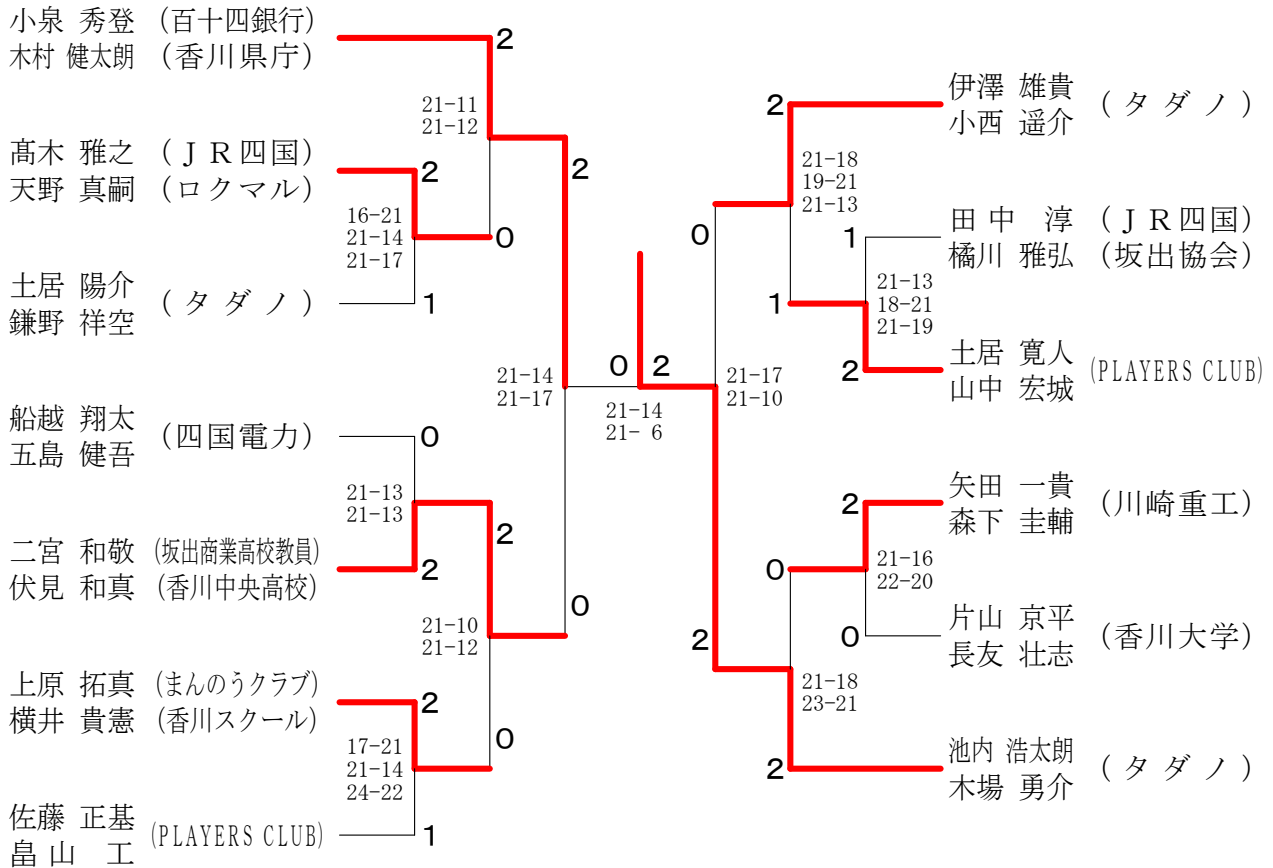 小泉 秀登 (百十四銀行)
木村 健太朗 (香川県庁)
2
21-11
21-12
髙木 雅之 (ＪＲ四国)
天野 真嗣 (ロクマル)
2
16-21
21-14
21-17
0
2
土居 陽介
鎌野 祥空
(タダノ)
1
21-14
21-17
船越 翔太
五島 健吾
(四国電力)
0
21-13
21-13
2
二宮 和敬 (坂出商業高校教員)
伏見 和真 (香川中央高校)
2
21-10
21-12
0
上原 拓真 (まんのうクラブ)
横井 貴憲 (香川スクール)
2
17-21
21-14
24-22
0
佐藤 正基
畠山 工
(PLAYERS CLUB)
1
0
2
21-14
21- 6
2
伊澤 雄貴
小西 遥介
(タダノ)
21-18
19-21
21-13
0
1
田中 淳 (ＪＲ四国)
橘川 雅弘 (坂出協会)
21-13
18-21
21-19
1
2
土居 寛人
山中 宏城
(PLAYERS CLUB)
21-17
21-10
2
矢田 一貴
森下 圭輔
(川崎重工)
21-16
22-20
0
0
片山 京平
長友 壮志
(香川大学)
2
21-18
23-21
2
池内 浩太朗
木場 勇介
(タダノ)